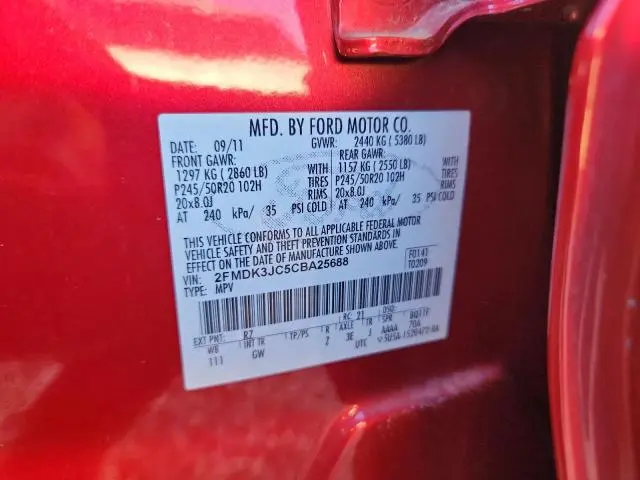 MFD. BY FORD MOTOR CO.
DATE: 09/11 GVWR: 2440 KG ( 5380 LB)
FRONT GAWR: REAR GAWR:
1297 KG ( 2860 LB) WITH 1157 KG ( 2550 LB) WITH
P245/50R20 102H TIRES P245/50R20 102H TIRES
20x8.0J RIMS 20x8.0J RIMS
AT 240 kPa/ 35 PSI COLD AT 240 kPa/ 35 PSI COLD
THIS VEHICLE CONFORMS TO ALL APPLICABLE FEDERAL MOTOR
VEHICLE SAFETY AND THEFT PREVENTION STANDARDS IN
EFFECT ON THE DATE OF MANUFACTURE SHOWN ABOVE.
VIN: 2FMDK3JC5CBA25688 F0141
TYPE: MPV T0209
EXT PNT: RZ RC: 21 DSO:
WB INT TR TP/PS R AXLE TR SPR
111 GW 2 3E J AAAA 70A
UTC